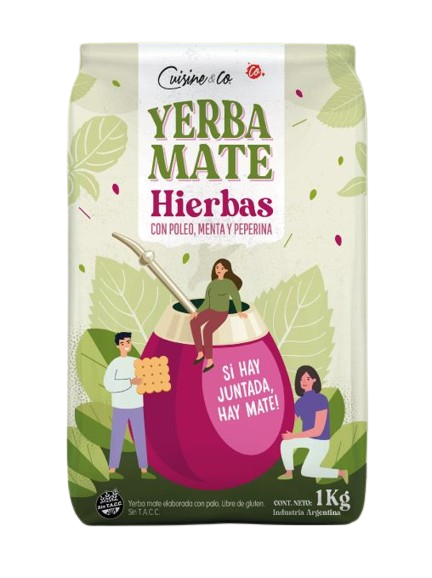 Cuisine & Co.
Co.
YERBA
MATE
Hierbas
CON POLEO, MENTA Y PEPERINA
SI HAY
JUNTADA,
HAY MATE!
Sin T.A.C.C.
Yerba mate elaborada con palo. Libre de gluten.
Sin T.A.C.C.
CONT. NETO: 1Kg
Industria Argentina